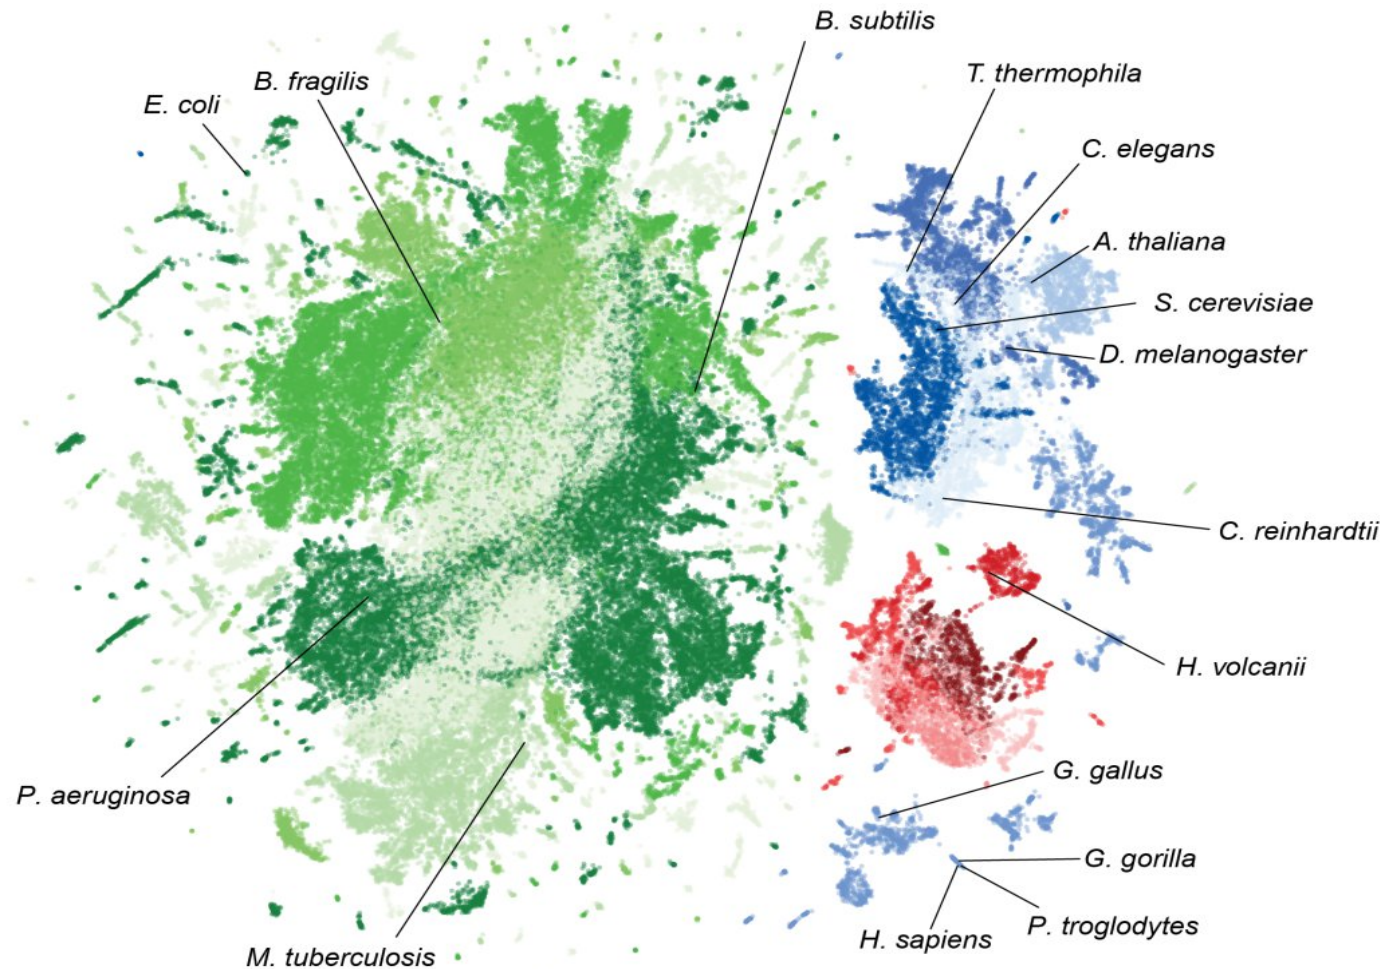 B. subtilis
T. thermophila
B. fragilis
E. coli
C. elegans
A. thaliana
S. cerevisiae
D. melanogaster
C. reinhardtii
H. volcanii
G. gallus
P. aeruginosa
G. gorilla
P. troglodytes
H. sapiens
M. tuberculosis